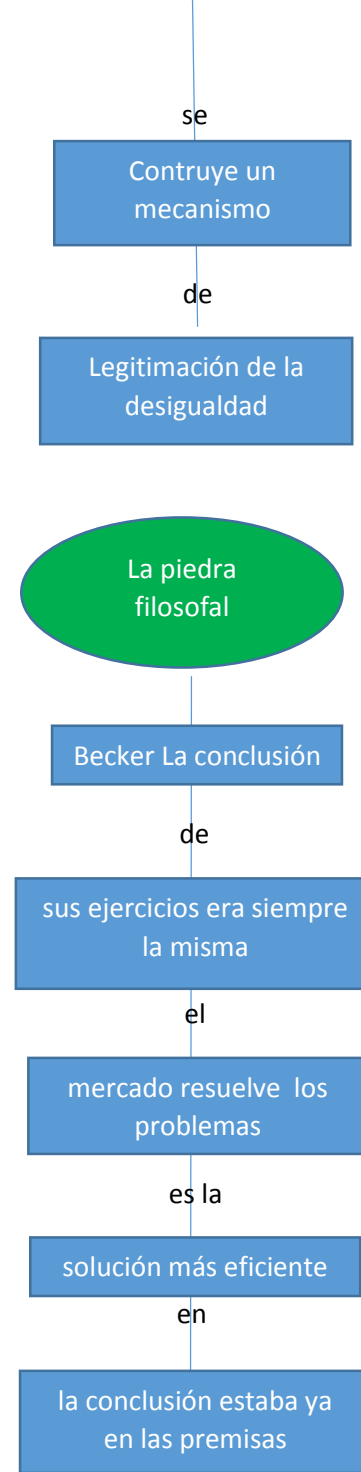 se
Contruye un
mecanismo
de
Legitimación de la
desigualdad
La piedra
filosofal
Becker La conclusión
de
sus ejercicios era siempre
la misma
el
mercado resuelve los
problemas
es la
solución más eficiente
en
la conclusión estaba ya
en las premisas